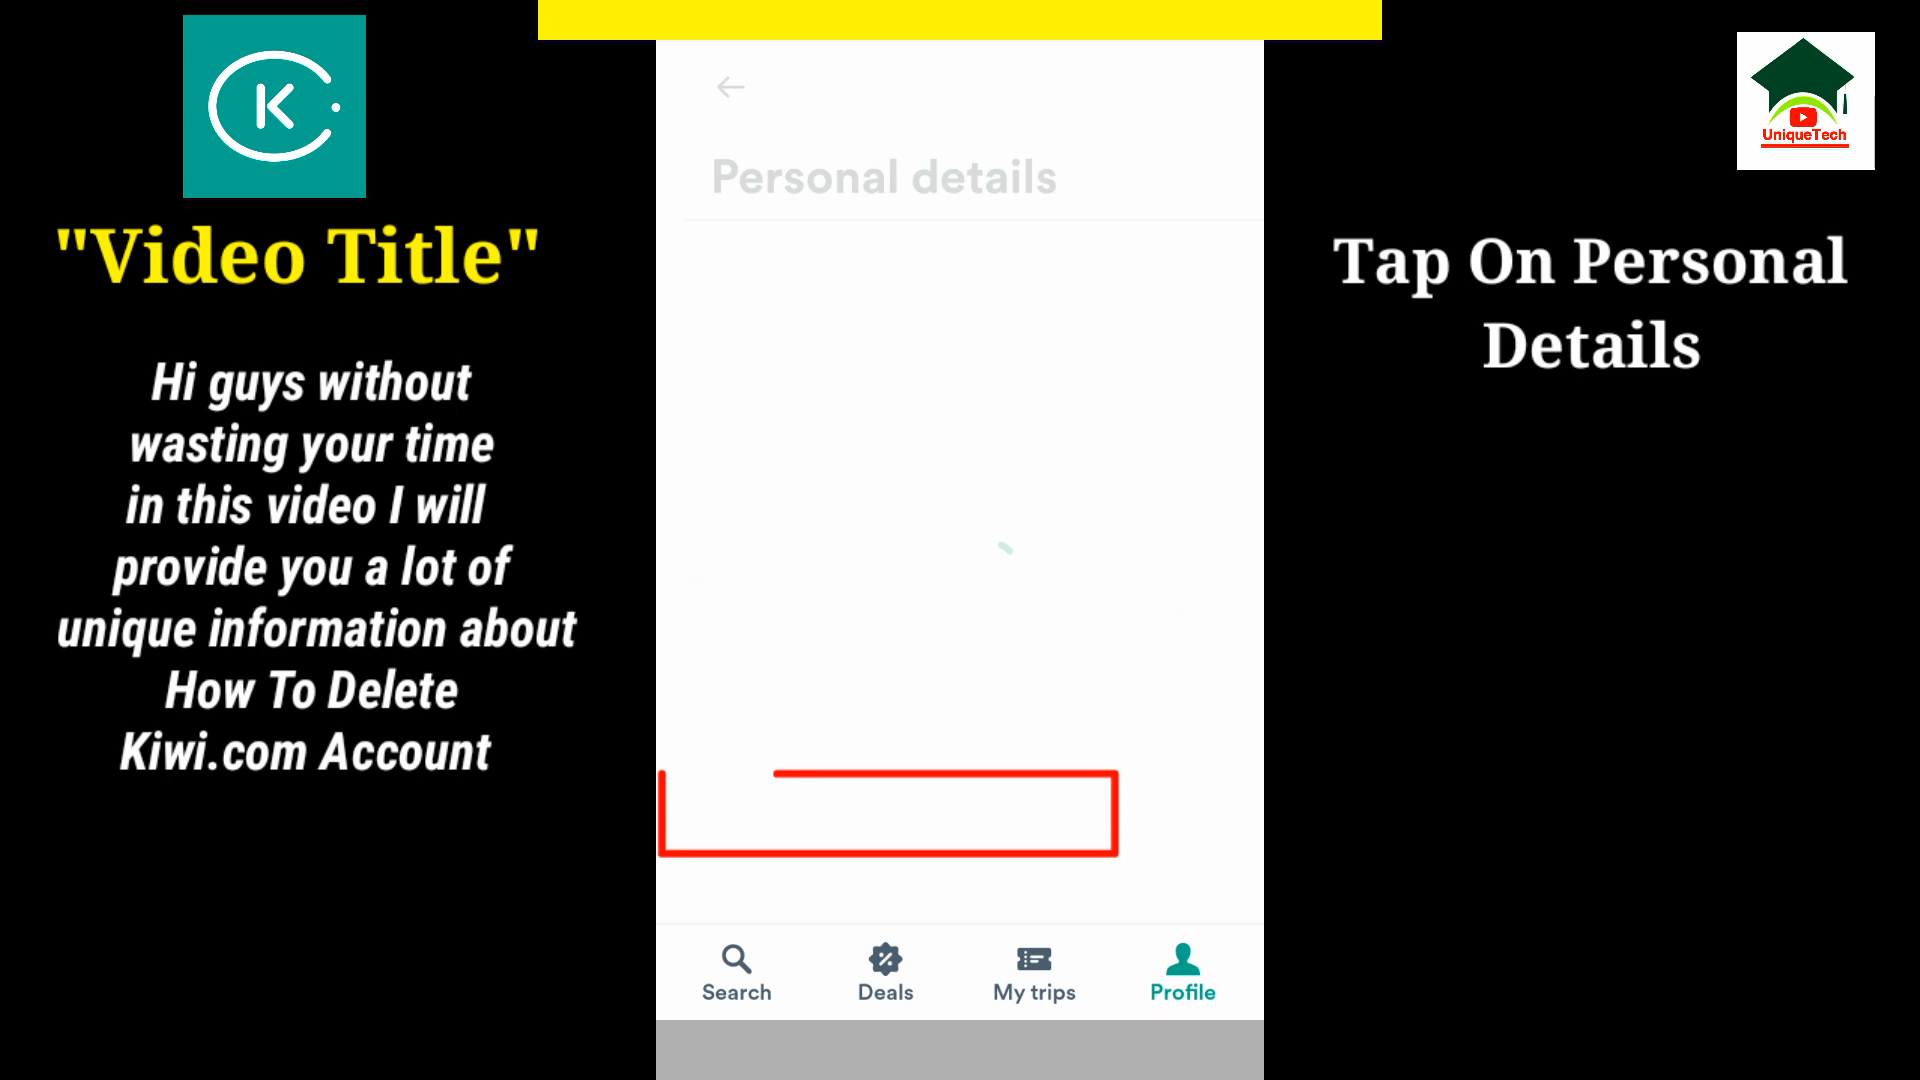 K
"Video Title"
Hi guys without
wasting your time
in this video I will
provide you a lot of
unique information about
How To Delete
Kiwi.com Account
Personal details
Search
Deals
My trips
Profile
UniqueTech
Tap On Personal
Details